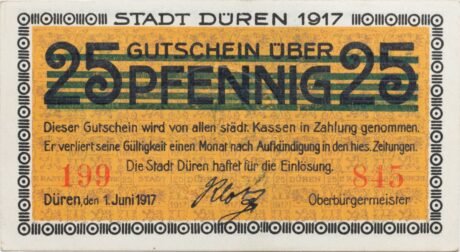 STADT DÜREN 1917
GUTSCHEIN ÜBER
25 PFENNIG 25
Dieser Gutschein wird von allen städt. Kassen in Zahlung genommen.
Er verliert seine Gültigkeit einen Monat nach Aufkündigung in den hies. Zeitungen.
Die Stadt Düren haftet für die Einlösung.
199 845
Düren, den 1. Juni 1917 Klotz Oberbürgermeister